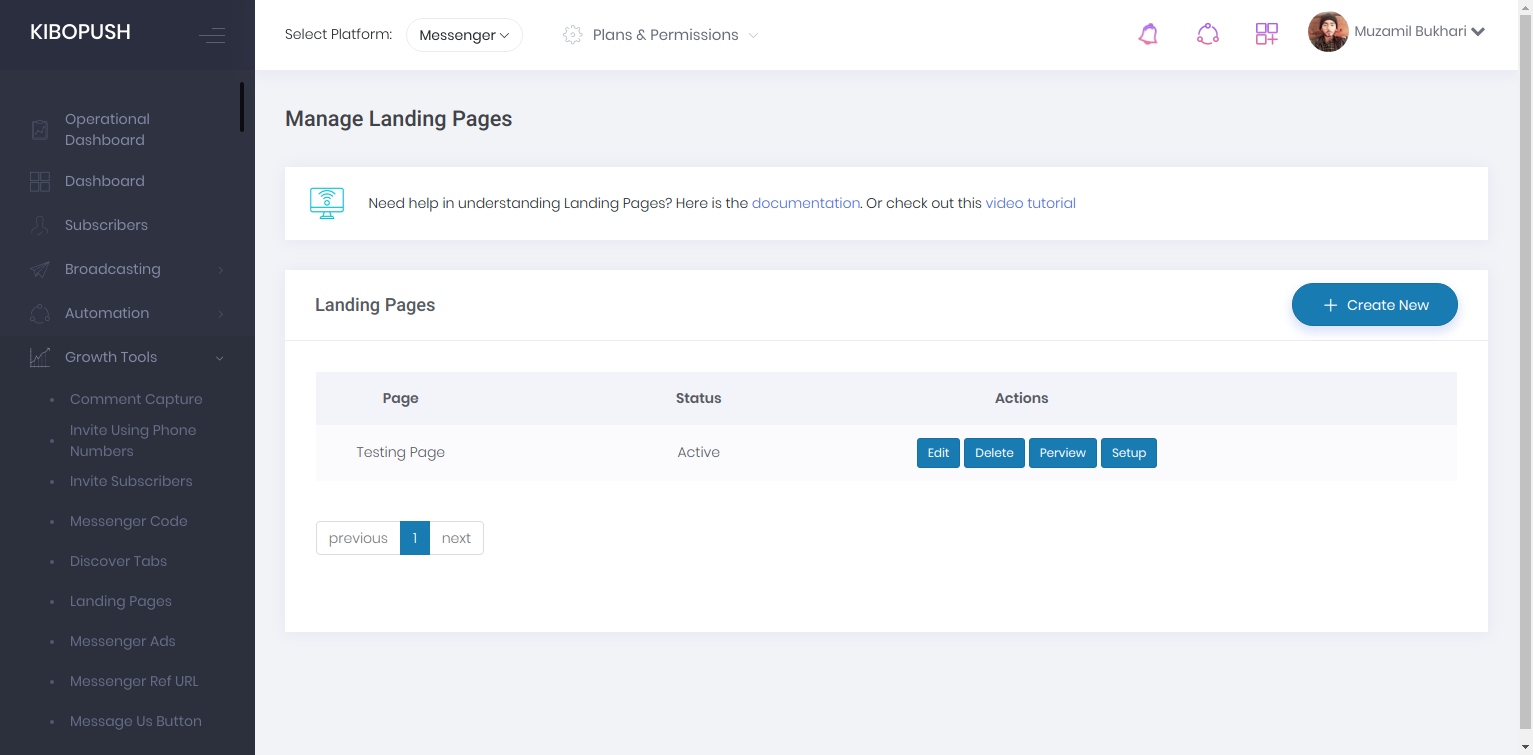 KIBOPUSH
Select Platform: Messenger
Plans & Permissions
Muzamil Bukhari
Operational
Dashboard
Dashboard
Subscribers
Broadcasting
Automation
Growth Tools
Comment Capture
Invite Using Phone
Numbers
Invite Subscribers
Messenger Code
Discover Tabs
Landing Pages
Messenger Ads
Messenger Ref URL
Message Us Button
Manage Landing Pages
Need help in understanding Landing Pages? Here is the documentation. Or check out this video tutorial
Landing Pages
Create New
Page Status Actions
Testing Page Active Edit Delete Perview Setup
previous 1 next